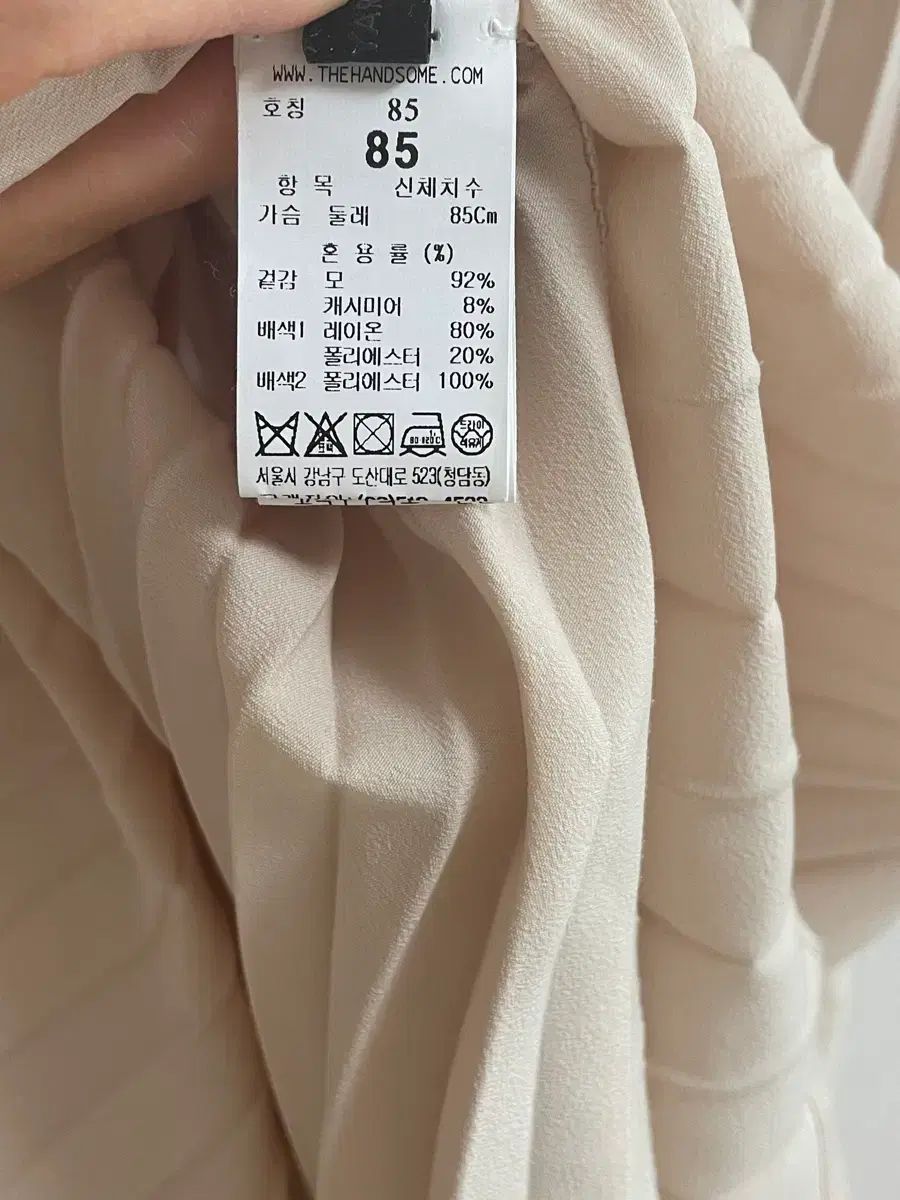 WWW.THEHANDSOME.COM
호칭 85
85
항 목 신체치수
가슴 둘레 85Cm
혼 용 률 (%)
겉감 모 92%
캐시미어 8%
배색1 레이온 80%
폴리에스터 20%
배색2 폴리에스터 100%
드라이
서울시 강남구 도산대로 523(청담동)